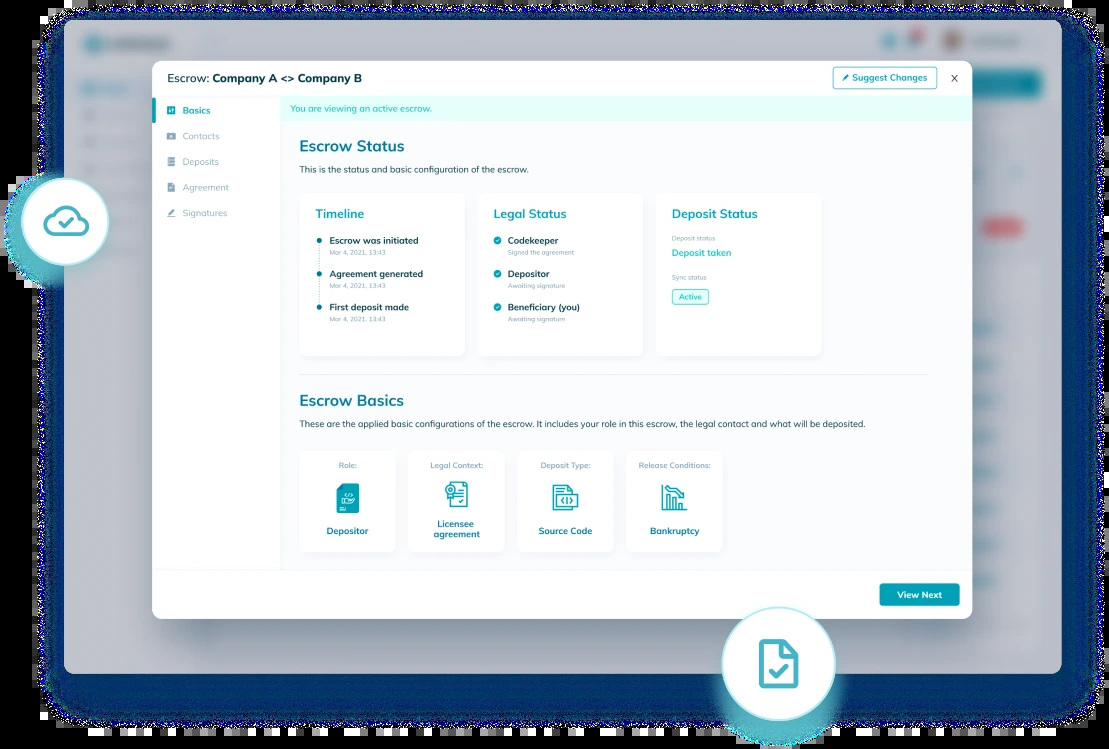 Escrow: Company A <> Company B
Suggest Changes
X
Basics
Contacts
Deposits
Agreement
Signatures
You are viewing an active escrow.
Escrow Status
This is the status and basic configuration of the escrow.
Timeline
Escrow was initiated
Mar 4, 2021, 13:43
Agreement generated
Mar 4, 2021, 13:43
First deposit made
Mar 4, 2021, 13:43
Legal Status
Codekeeper
Signed the agreement
Depositor
Awaiting signature
Beneficiary (you)
Awaiting signature
Deposit Status
Deposit status
Deposit taken
Sync status
Active
Escrow Basics
These are the applied basic configurations of the escrow. It includes your role in this escrow, the legal contact and what will be deposited.
Role:
Depositor
Legal Context:
Licensee
agreement
Deposit Type:
Source Code
Release Conditions:
Bankruptcy
View Next